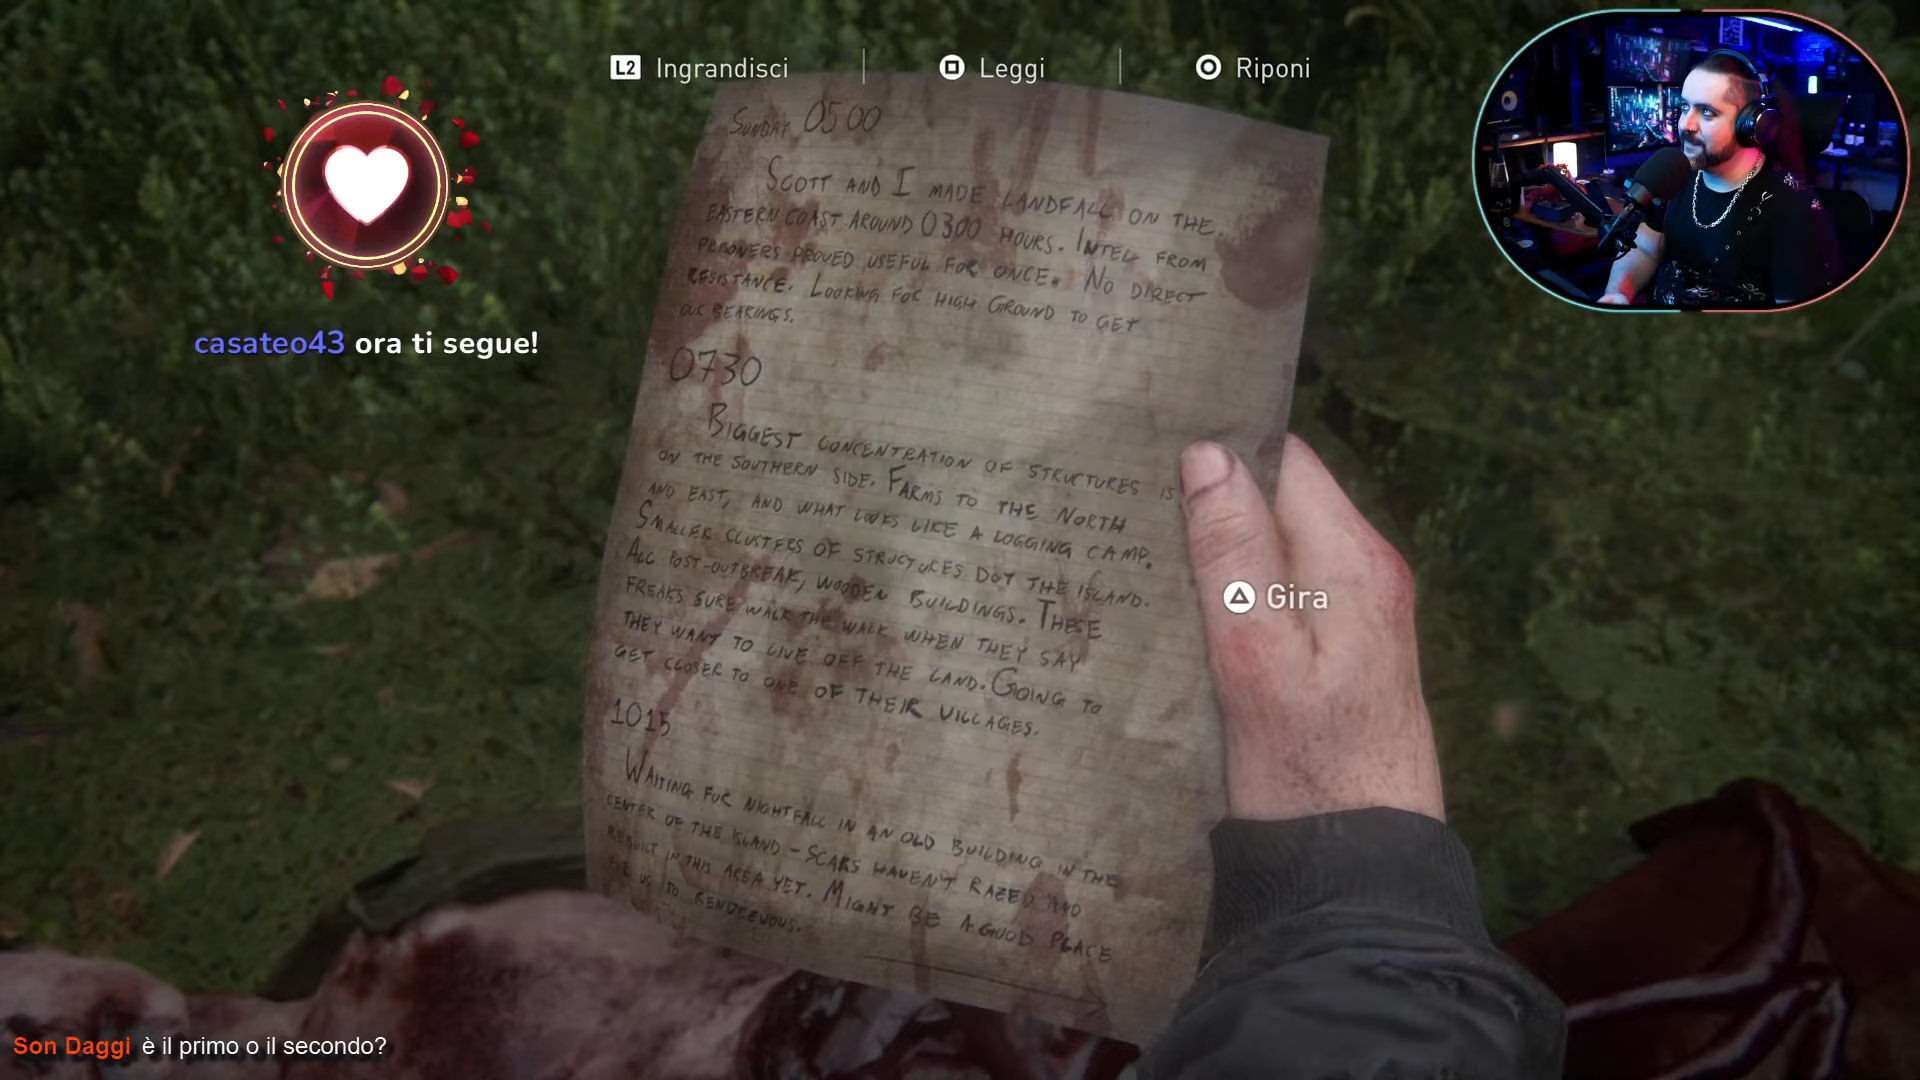 L2 Ingrandisci
Leggi
Riponi
SUNDAY 0500
SCOTT AND I MADE LANDFALL ON THE
EASTERN COAST AROUND 0300 HOURS. INTEL FROM
PRISONERS PROVED USEFUL FOR ONCE. NO DIRECT
RESISTANCE. LOOKING FOR HIGH GROUND TO GET
OUR BEARINGS.
casateo43 ora ti segue!
0730
BIGGEST CONCENTRATION OF STRUCTURES IS
ON THE SOUTHERN SIDE. FARMS TO THE NORTH
AND EAST, AND WHAT LOOKS LIKE A LOGGING CAMP.
SMALLER CLUSTERS OF STRUCTURES DOT THE ISLAND.
ALL POST-OUTBREAK, WOODEN BUILDINGS. THESE
FREAKS SURE WALK THE WALK WHEN THEY SAY
THEY WANT TO LIVE OFF THE LAND. GOING TO
GET CLOSER TO ONE OF THEIR VILLAGES.
Gira
1015
WAITING FOR NIGHTFALL IN AN OLD BUILDING IN THE
CENTER OF THE ISLAND - SCARS HAVEN'T RAZED AND
REBUILT IN THIS AREA YET. MIGHT BE A GOOD PLACE
FOR US TO RENDEZVOUS.
Son Daggi è il primo o il secondo?